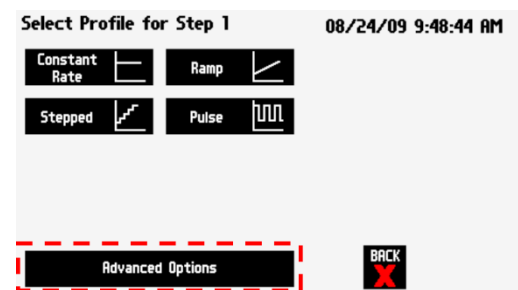 Select Profile for Step 1
08/24/09 9:48:44 AM
Constant
Rate
Ramp
Stepped
Pulse
Advanced Options
BACK
X